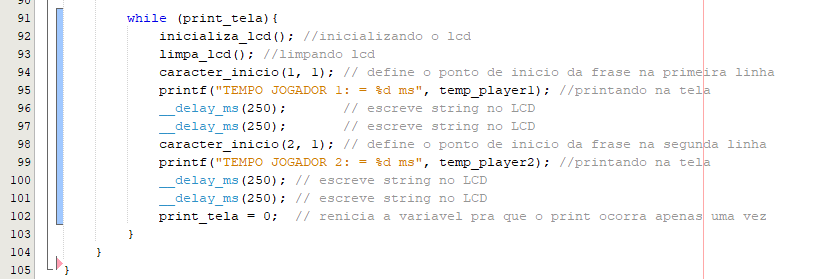 90
91 while (print_tela){
92 inicializa_lcd(); //inicializando o lcd
93 limpa_lcd(); //limpando lcd
94 caracter_inicio(1, 1); // define o ponto de inicio da frase na primeira linha
95 printf("TEMPO JOGADOR 1: = %d ms", temp_player1); //printando na tela
96 __delay_ms(250); // escreve string no LCD
97 __delay_ms(250); // escreve string no LCD
98 caracter_inicio(2, 1); // define o ponto de inicio da frase na segunda linha
99 printf("TEMPO JOGADOR 2: = %d ms", temp_player2); //printando na tela
100 __delay_ms(250); // escreve string no LCD
101 __delay_ms(250); // escreve string no LCD
102 print_tela = 0; // renicia a variavel pra que o print ocorra apenas uma vez
103 }
104 }
105 }